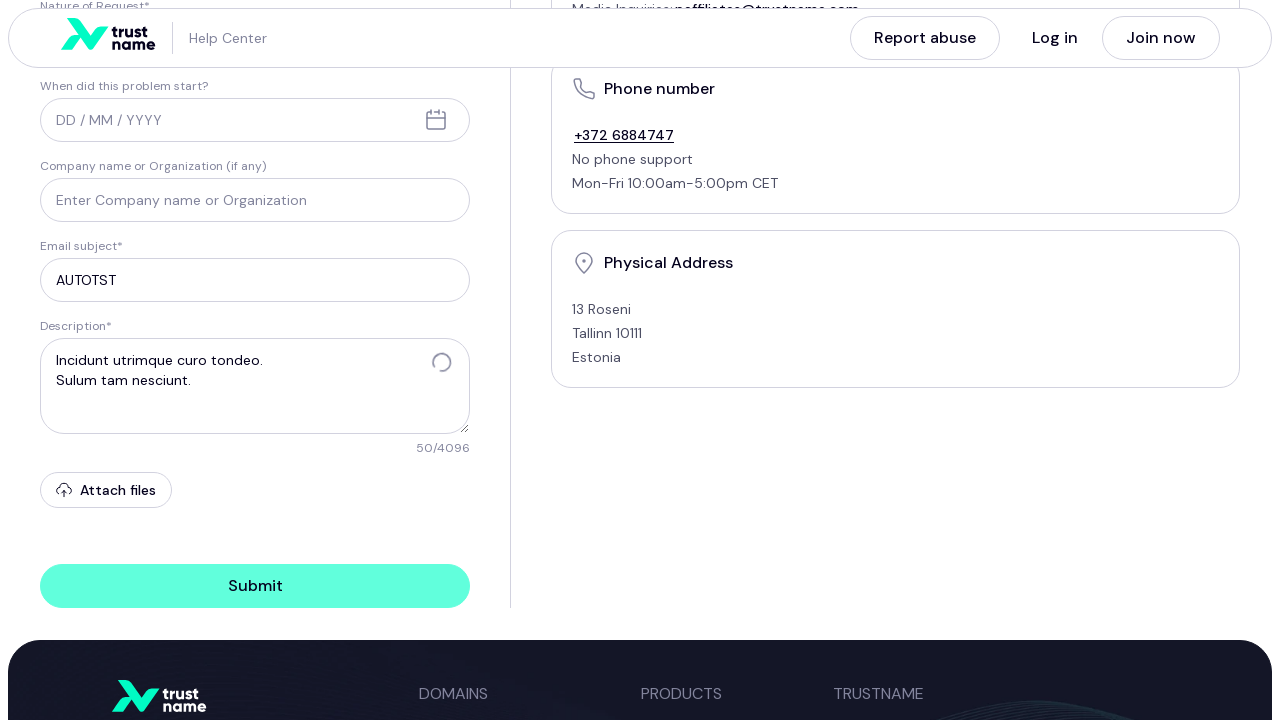 Nature of Request*
Media Inquiries: naffiliates@trustname.com
trust
name
Help Center
Report abuse
Log in
Join now
When did this problem start?
DD / MM / YYYY
Company name or Organization (if any)
Enter Company name or Organization
Email subject*
AUTOTST
Description*
Incidunt utrimque curo tondeo.
Sulum tam nesciunt.
50/4096
Attach files
Submit
Phone number
+372 6884747
No phone support
Mon-Fri 10:00am-5:00pm CET
Physical Address
13 Roseni
Tallinn 10111
Estonia
trust
name
DOMAINS
PRODUCTS
TRUSTNAME